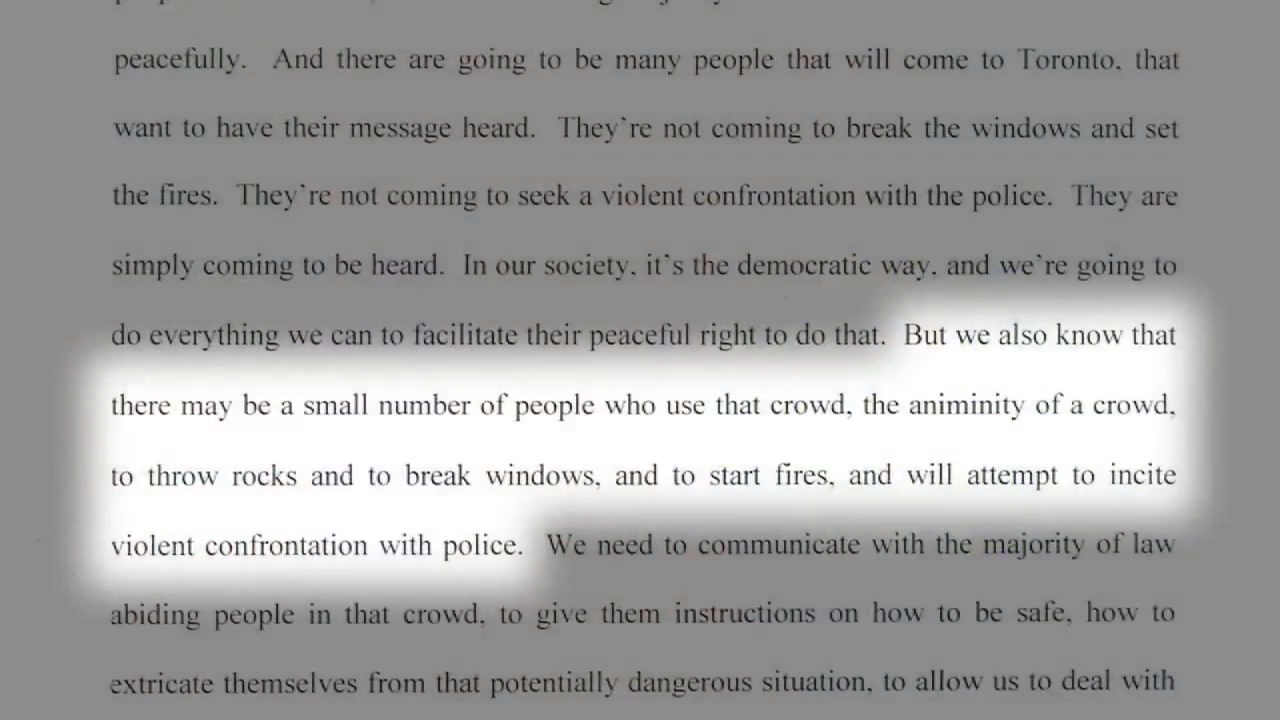 peacefully. And there are going to be many people that will come to Toronto, that
want to have their message heard. They're not coming to break the windows and set
the fires. They're not coming to seek a violent confrontation with the police. They are
simply coming to be heard. In our society, it's the democratic way, and we're going to
do everything we can to facilitate their peaceful right to do that. But we also know that
there may be a small number of people who use that crowd, the animinity of a crowd,
to throw rocks and to break windows, and to start fires, and will attempt to incite
violent confrontation with police. We need to communicate with the majority of law
abiding people in that crowd, to give them instructions on how to be safe, how to
extricate themselves from that potentially dangerous situation, to allow us to deal with